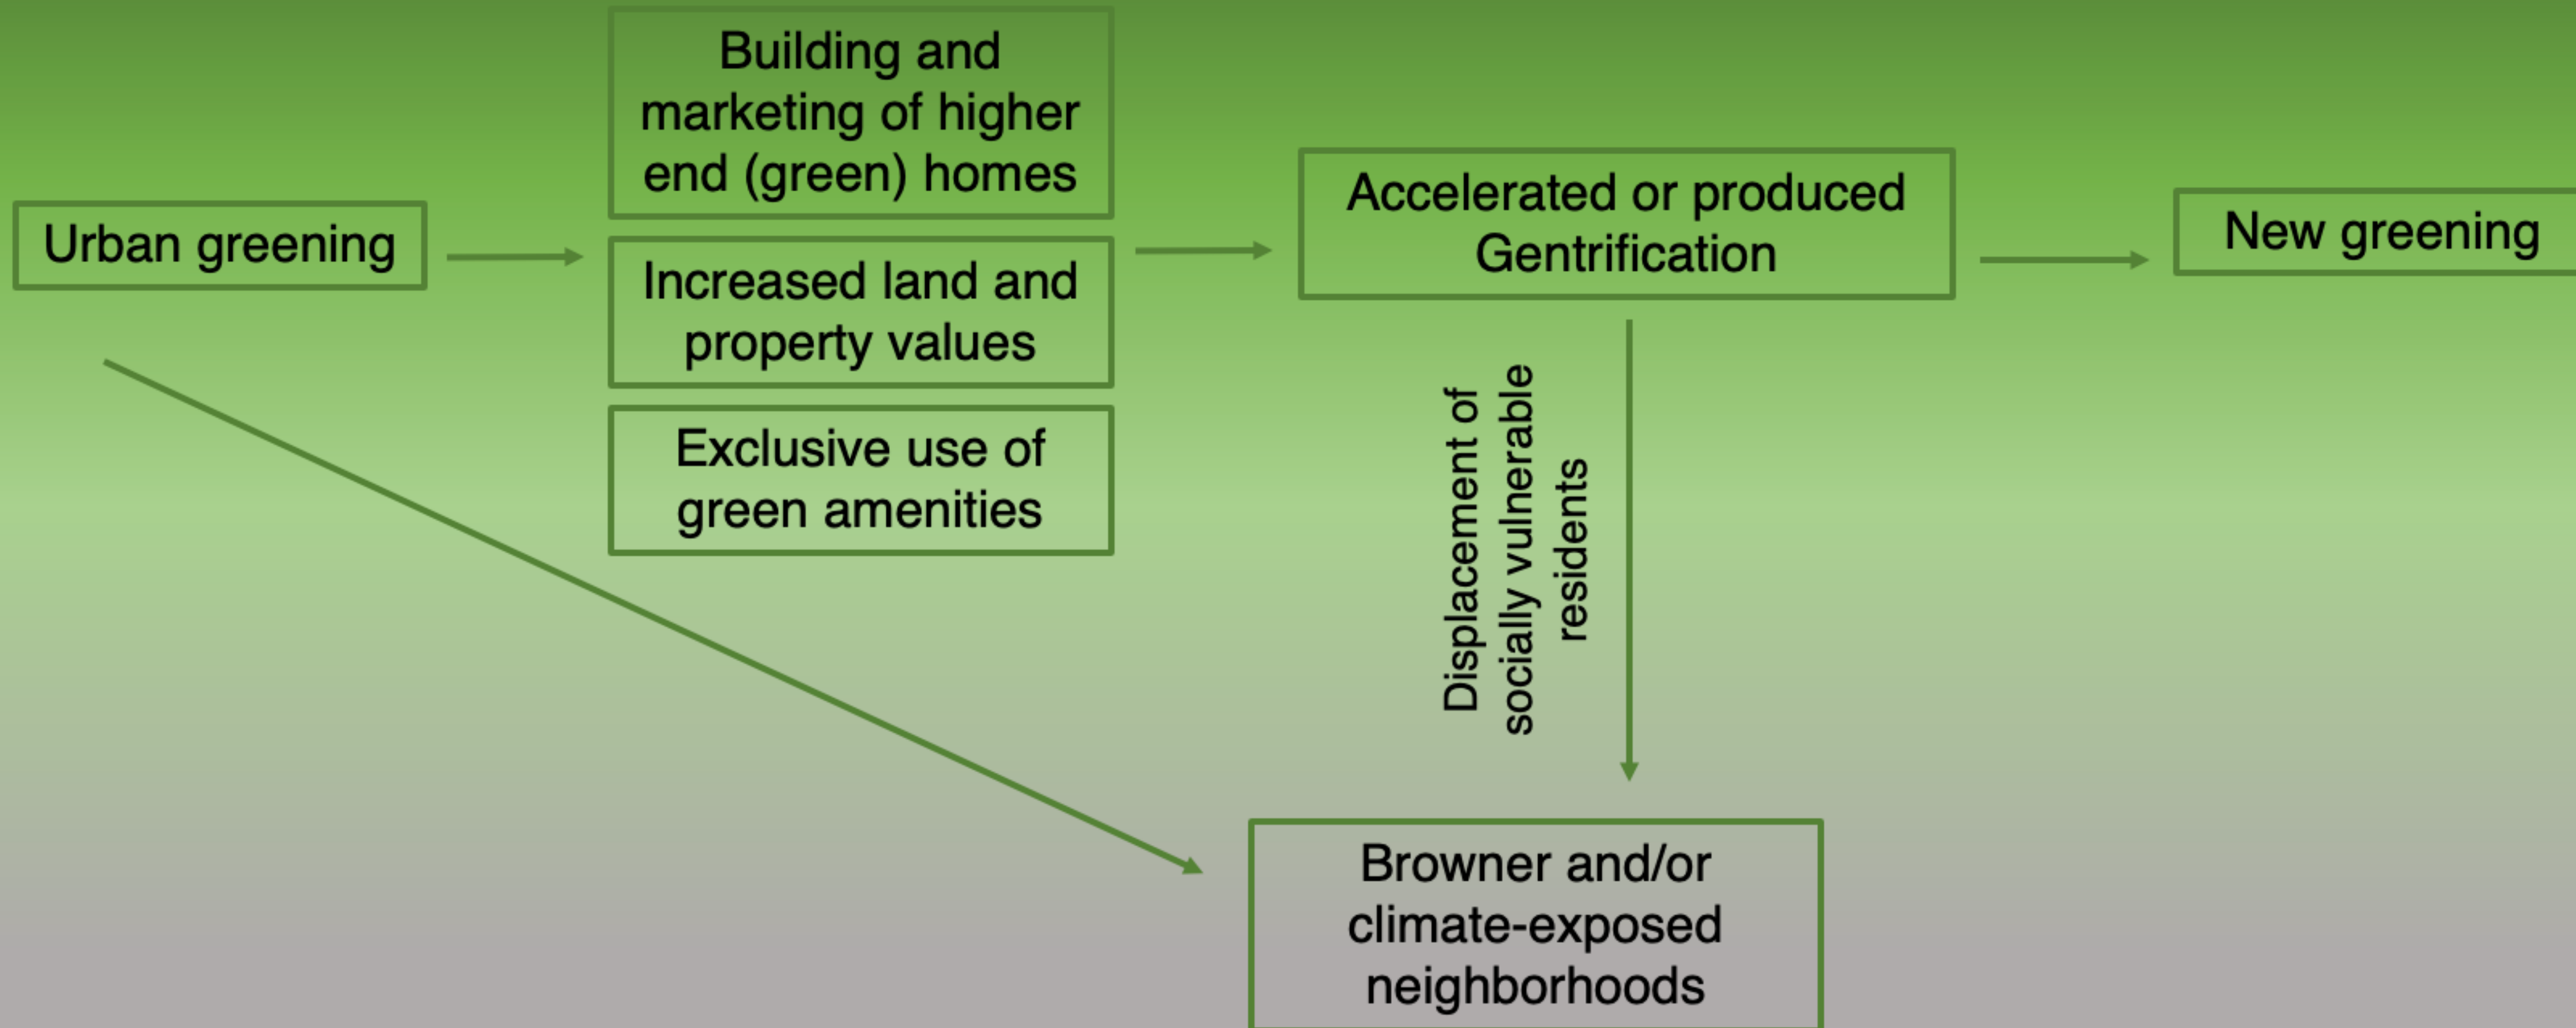 Urban greening
Building and
marketing of higher
end (green) homes
Increased land and
property values
Exclusive use of
green amenities
Accelerated or produced
Gentrification
New greening
Displacement of
socially vulnerable
residents
Browner and/or
climate-exposed
neighborhoods